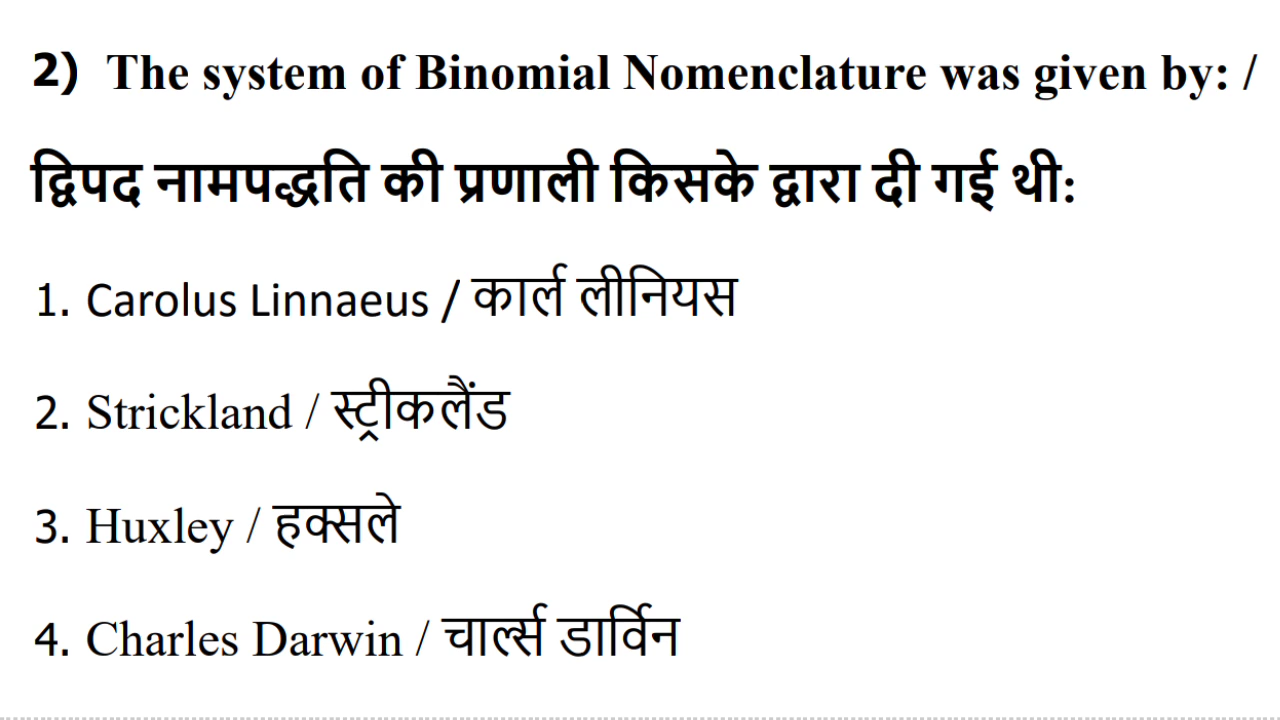 2) The system of Binomial Nomenclature was given by: /
द्विपद नामपद्धति की प्रणाली किसके द्वारा दी गई थी:
1. Carolus Linnaeus / कार्ल लीनियस
2. Strickland / स्ट्रीकलैंड
3. Huxley / हक्सले
4. Charles Darwin / चार्ल्स डार्विन